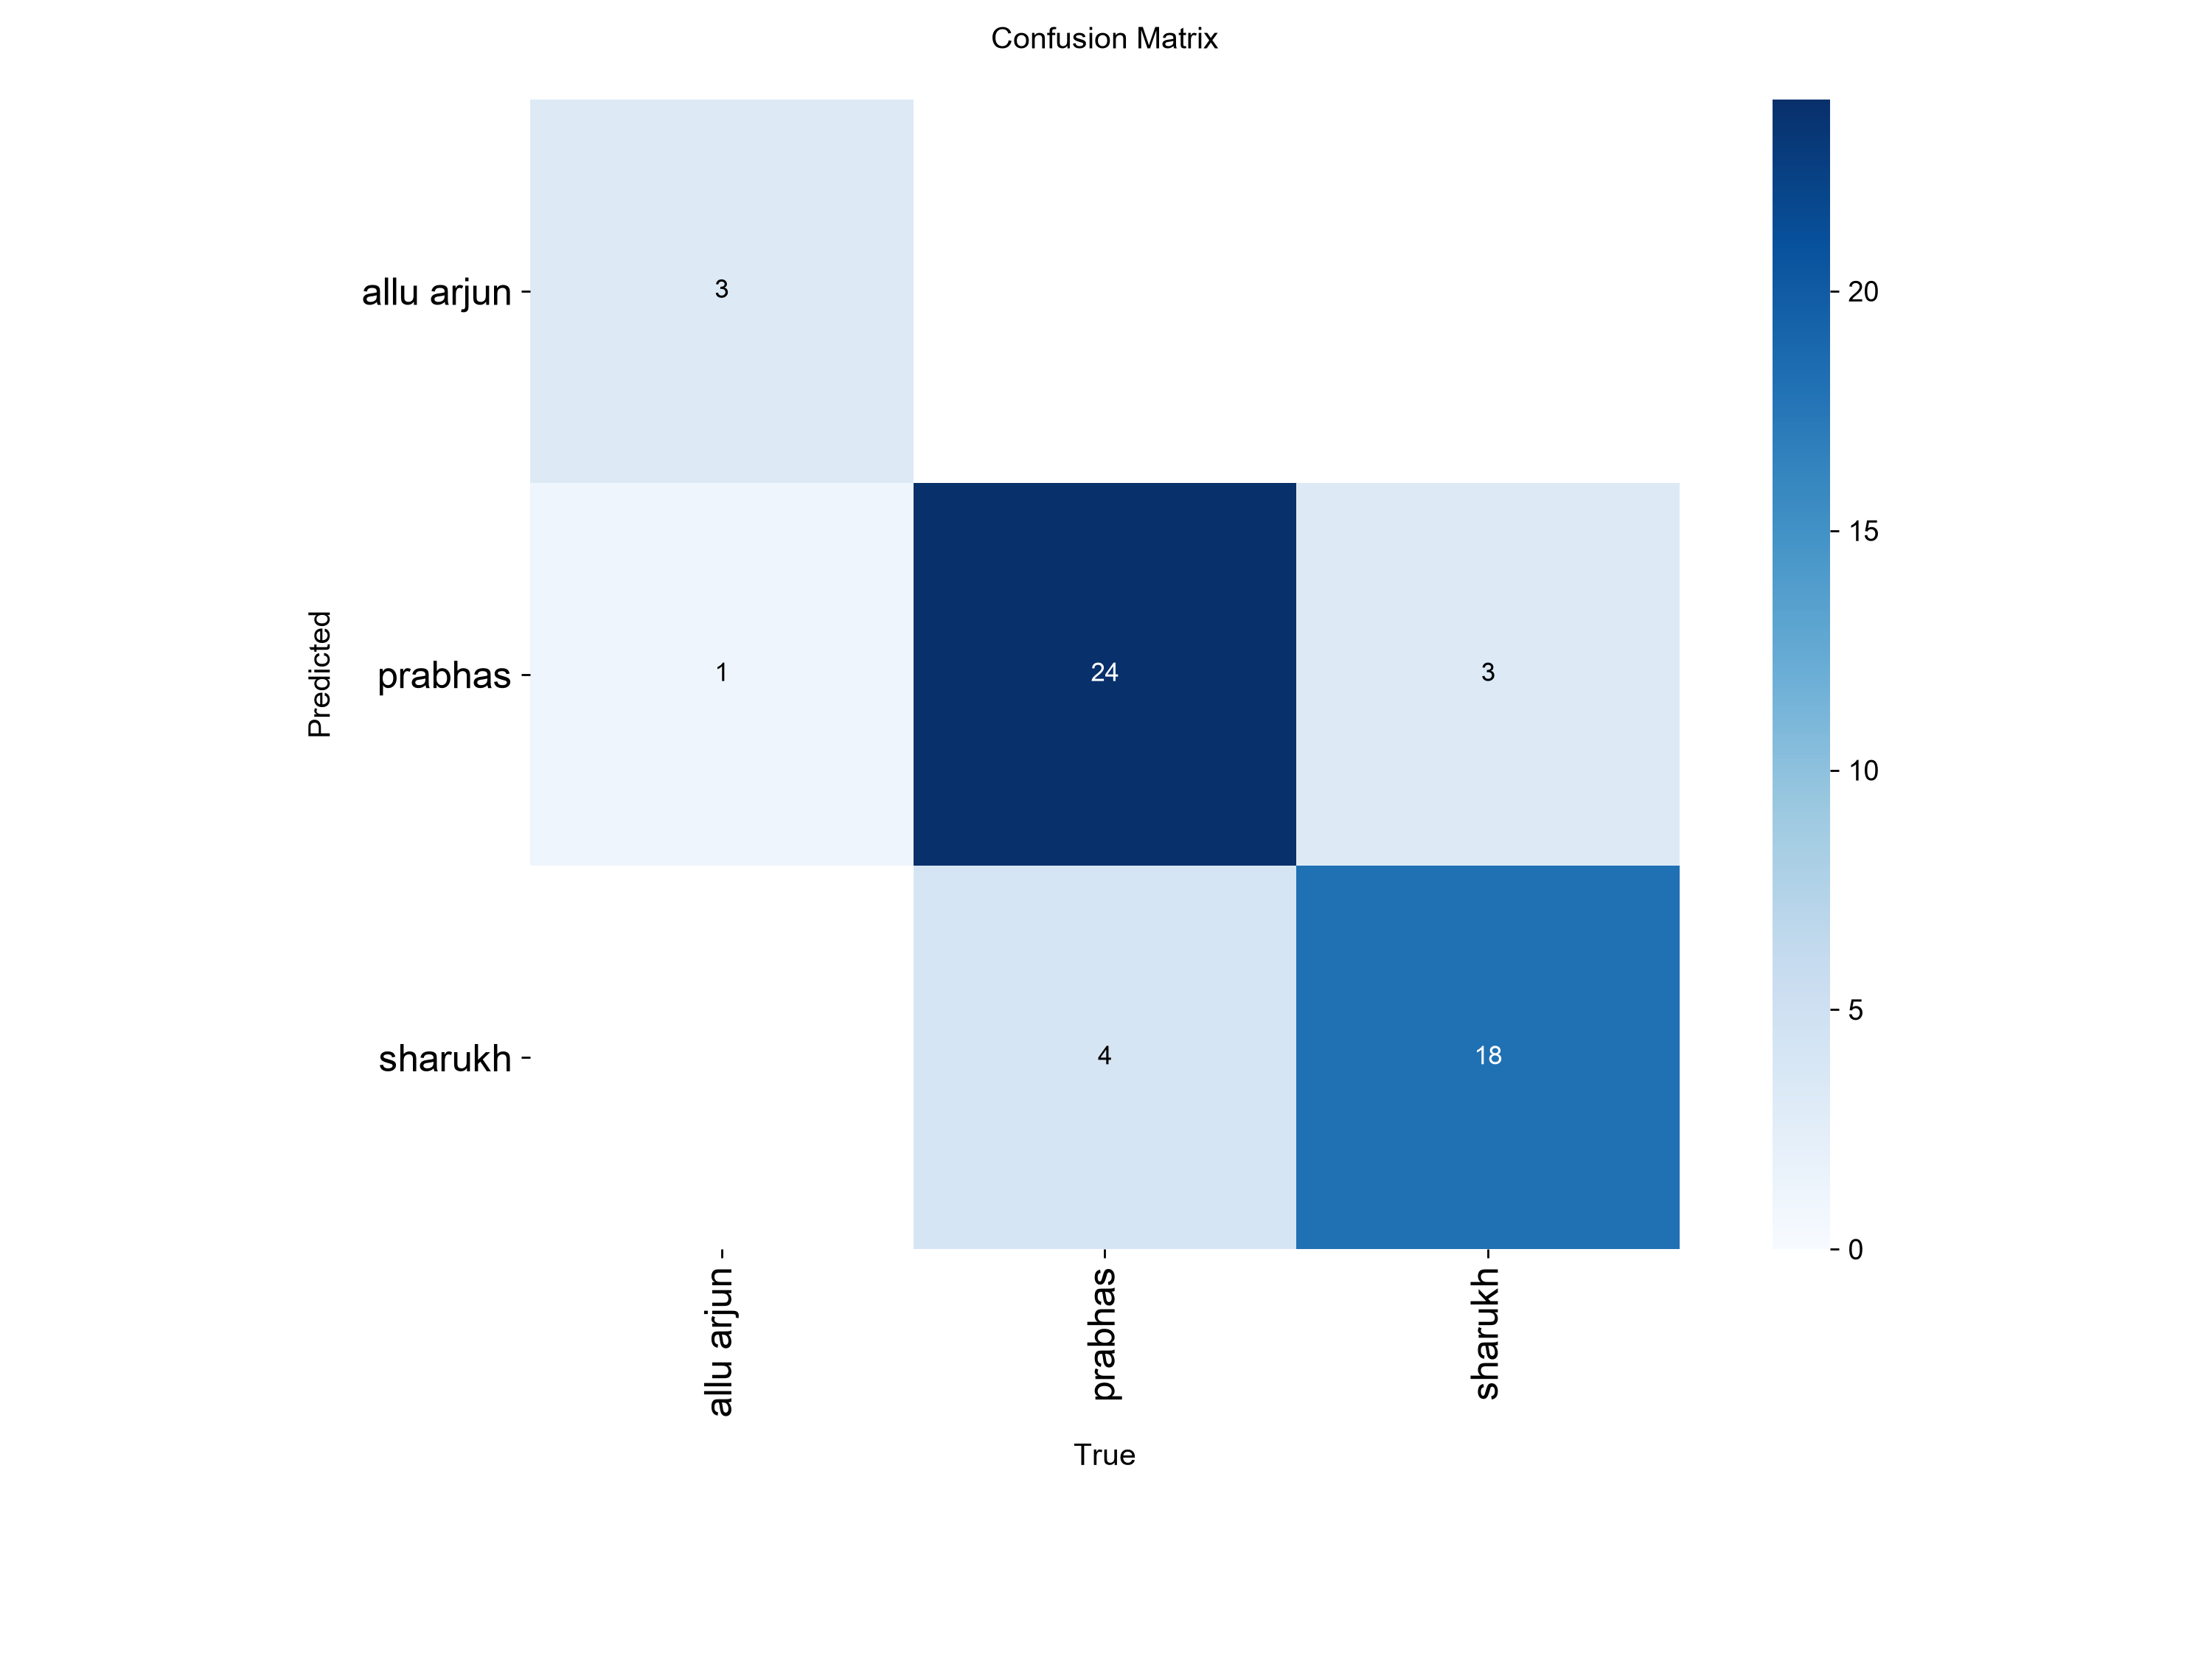 Confusion Matrix
allu arjun
3
20
15
Predicted
prabhas
1
24
3
10
5
sharukh
4
18
0
allu arjun
prabhas
sharukh
True